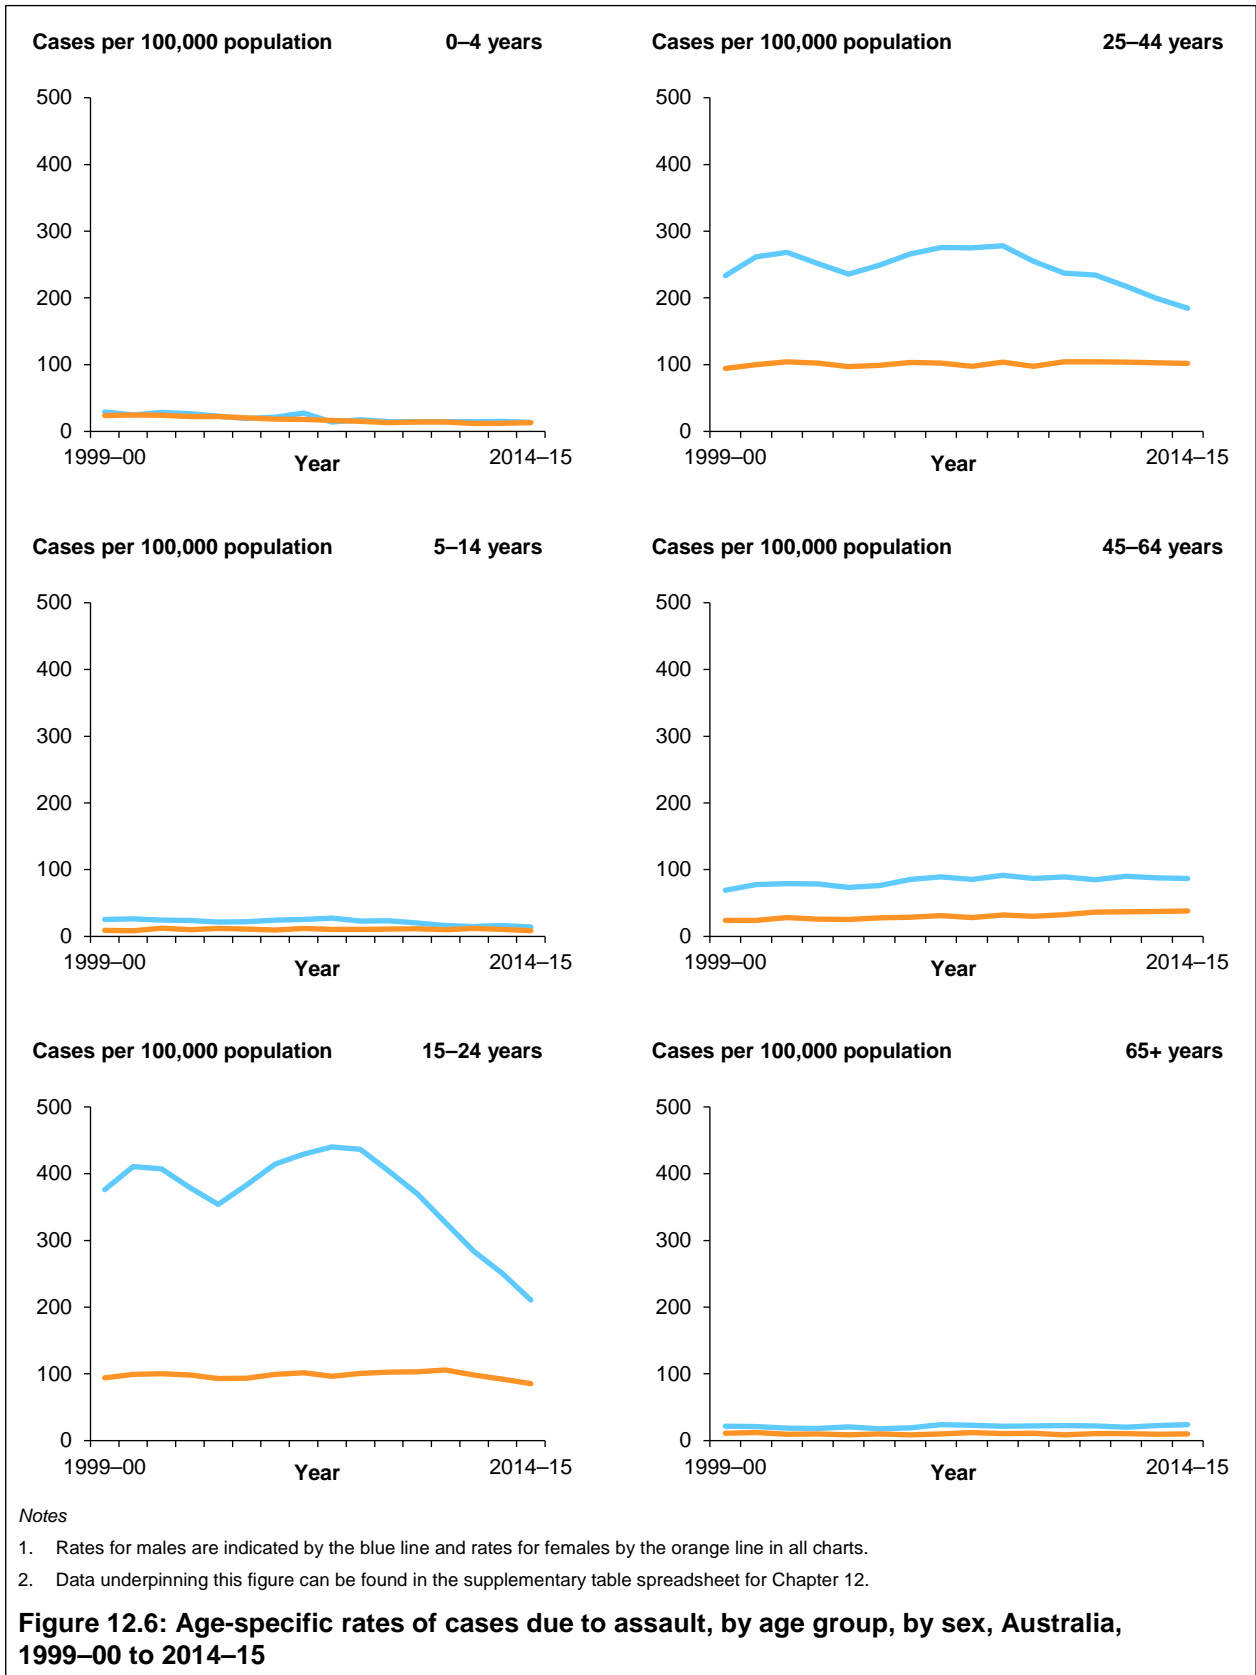 Cases per 100,000 population 0–4 years
500
400
300
200
100
0
1999–00 Year 2014–15
Cases per 100,000 population 25–44 years
500
400
300
200
100
0
1999–00 Year 2014–15
Cases per 100,000 population 5–14 years
500
400
300
200
100
0
1999–00 Year 2014–15
Cases per 100,000 population 45–64 years
500
400
300
200
100
0
1999–00 Year 2014–15
Cases per 100,000 population 15–24 years
500
400
300
200
100
0
1999–00 Year 2014–15
Cases per 100,000 population 65+ years
500
400
300
200
100
0
1999–00 Year 2014–15
Notes
1. Rates for males are indicated by the blue line and rates for females by the orange line in all charts.
2. Data underpinning this figure can be found in the supplementary table spreadsheet for Chapter 12.
Figure 12.6: Age-specific rates of cases due to assault, by age group, by sex, Australia,
1999–00 to 2014–15